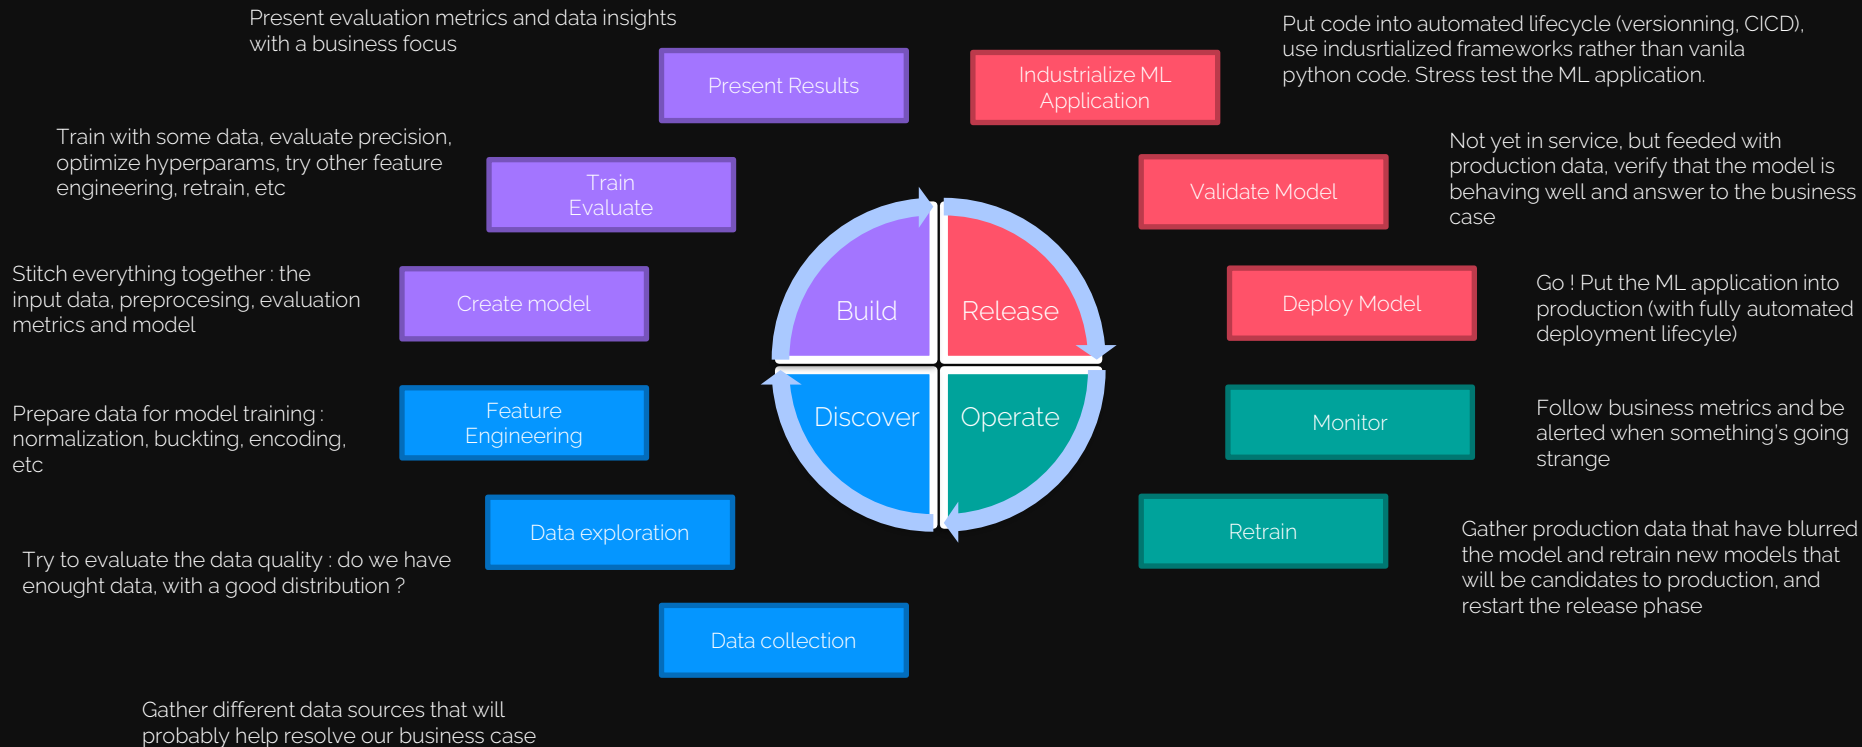 Present evaluation metrics and data insights
with a business focus
Present Results
Train with some data, evaluate precision,
optimize hyperparams, try other feature
engineering, retrain, etc
Train
Evaluate
Stitch everything together : the
input data, preprocesing, evaluation
metrics and model
Create model
Prepare data for model training :
normalization, buckting, encoding,
etc
Feature
Engineering
Try to evaluate the data quality : do we have
enought data, with a good distribution ?
Data exploration
Data collection
Gather different data sources that will
probably help resolve our business case
Build
Release
Discover
Operate
Industrialize ML
Application
Put code into automated lifecycle (versionning, CICD),
use indusrtialized frameworks rather than vanila
python code. Stress test the ML application.
Validate Model
Not yet in service, but feeded with
production data, verify that the model is
behaving well and answer to the business
case
Deploy Model
Go ! Put the ML application into
production (with fully automated
deployment lifecyle)
Monitor
Follow business metrics and be
alerted when something's going
strange
Retrain
Gather production data that have blurred
the model and retrain new models that
will be candidates to production, and
restart the release phase